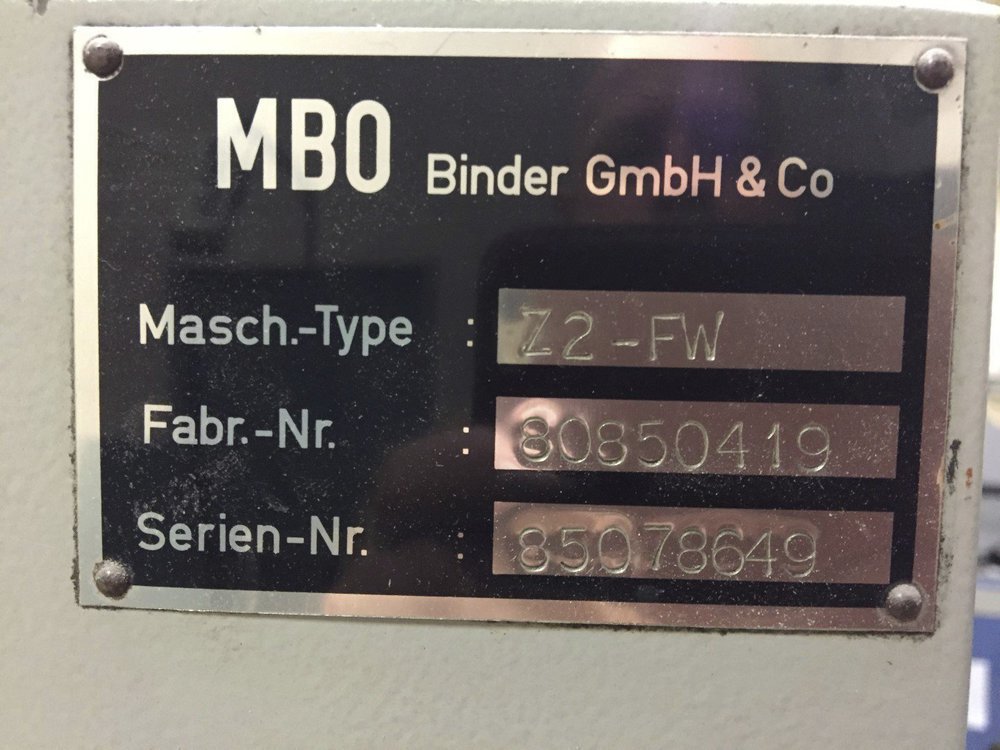 MBO Binder GmbH & Co
Masch.-Type : Z2-FW
Fabr.-Nr. : 80850419
Serien-Nr. : 85078649